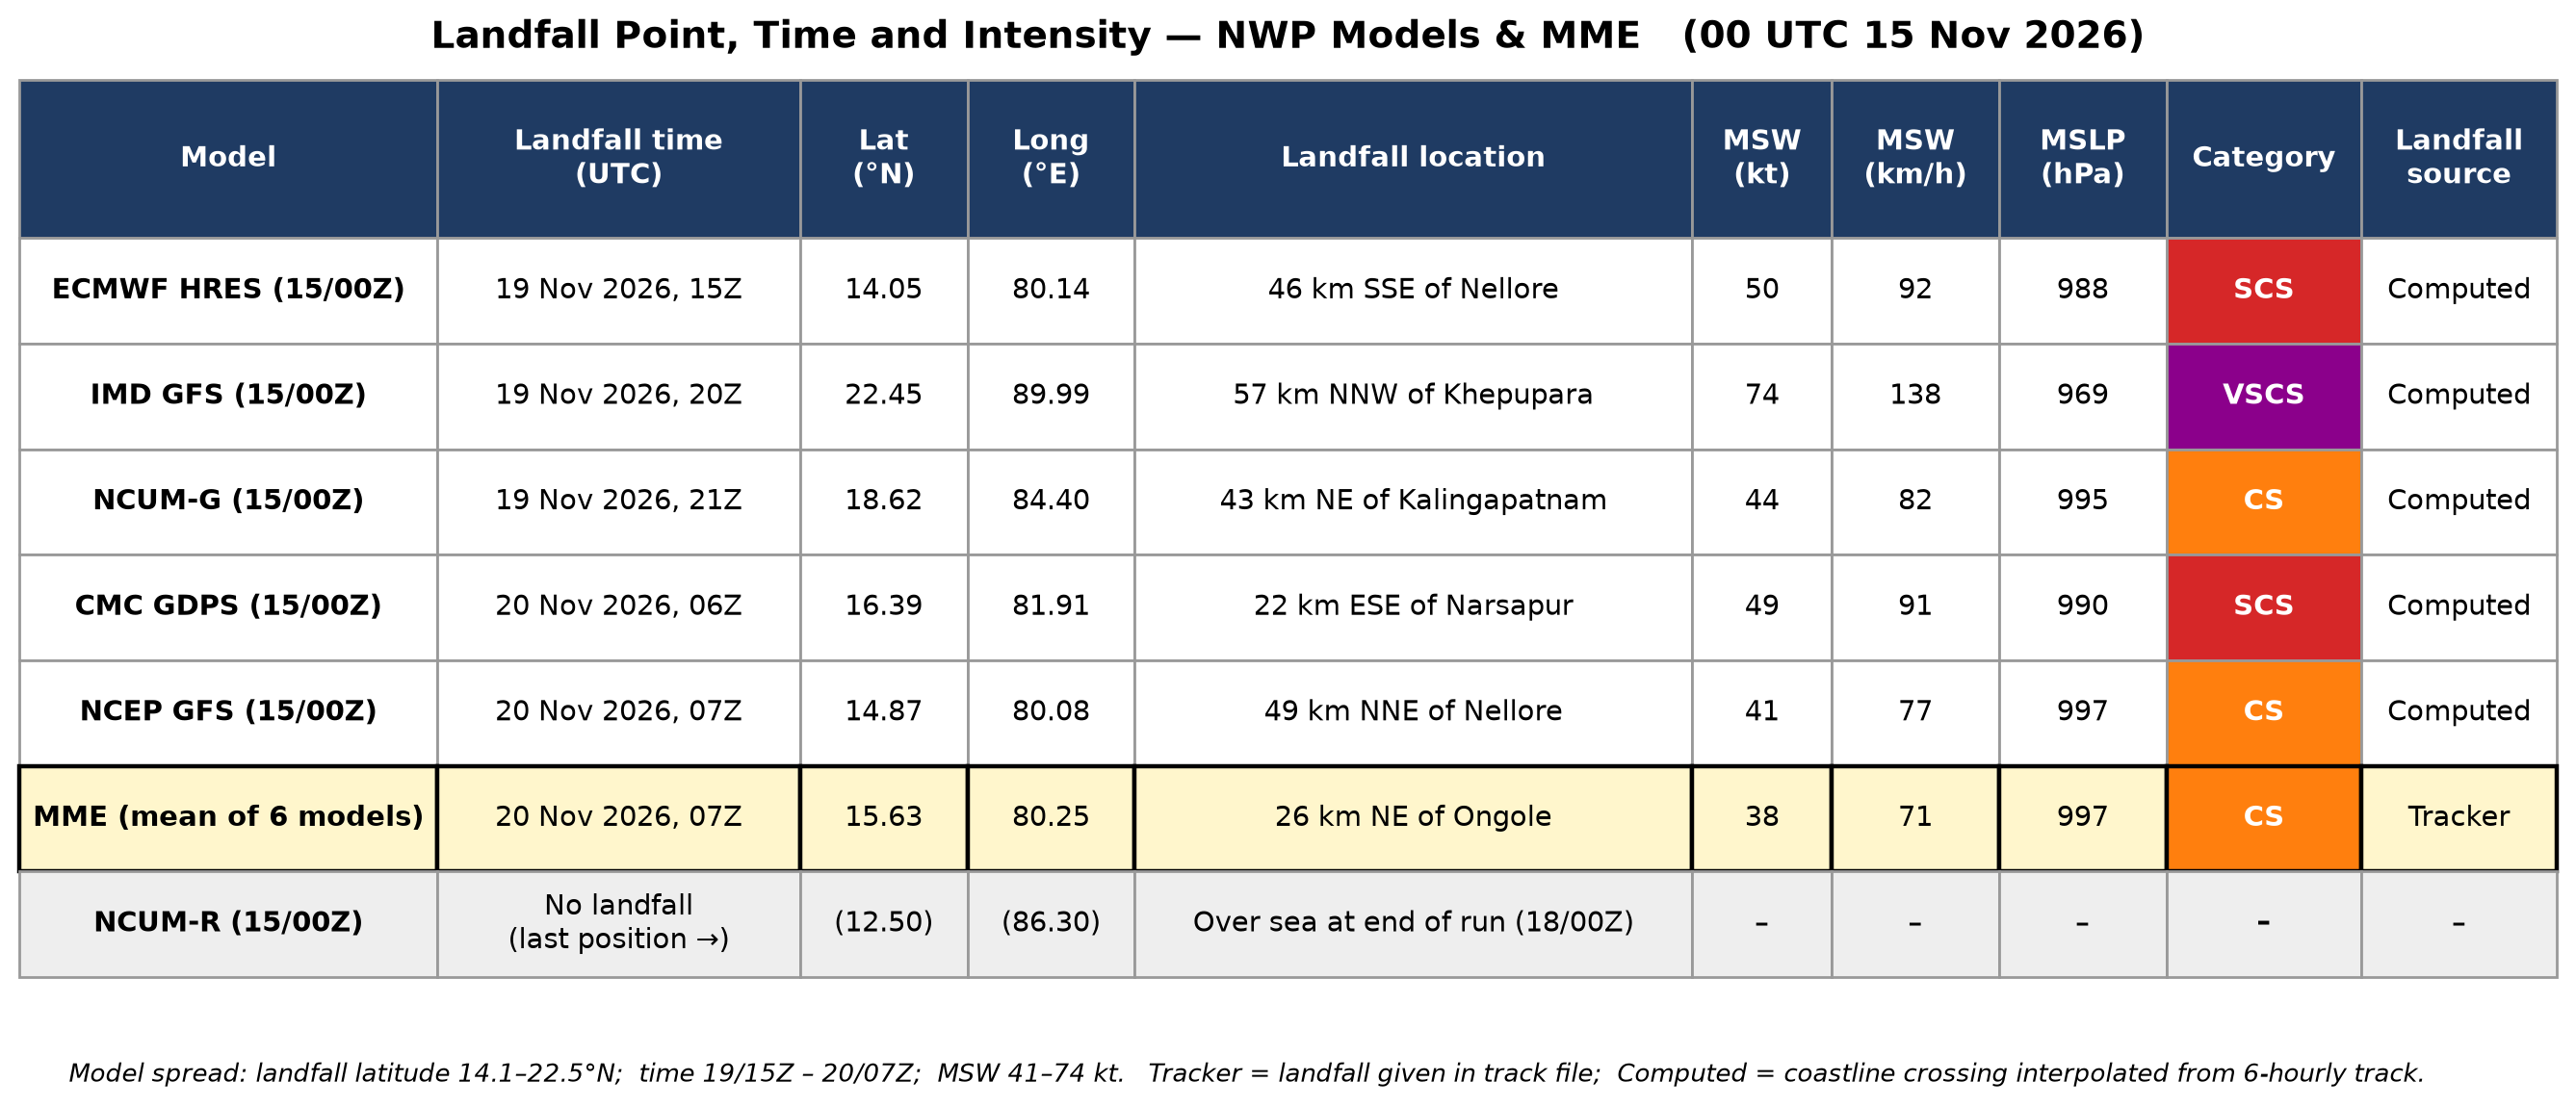 Landfall Point, Time and Intensity — NWP Models & MME (00 UTC 15 Nov 2026)
Model | Landfall time (UTC) | Lat (°N) | Long (°E) | Landfall location | MSW (kt) | MSW (km/h) | MSLP (hPa) | Category | Landfall source
ECMWF HRES (15/00Z) | 19 Nov 2026, 15Z | 14.05 | 80.14 | 46 km SSE of Nellore | 50 | 92 | 988 | SCS | Computed
IMD GFS (15/00Z) | 19 Nov 2026, 20Z | 22.45 | 89.99 | 57 km NNW of Khepupara | 74 | 138 | 969 | VSCS | Computed
NCUM-G (15/00Z) | 19 Nov 2026, 21Z | 18.62 | 84.40 | 43 km NE of Kalingapatnam | 44 | 82 | 995 | CS | Computed
CMC GDPS (15/00Z) | 20 Nov 2026, 06Z | 16.39 | 81.91 | 22 km ESE of Narsapur | 49 | 91 | 990 | SCS | Computed
NCEP GFS (15/00Z) | 20 Nov 2026, 07Z | 14.87 | 80.08 | 49 km NNE of Nellore | 41 | 77 | 997 | CS | Computed
MME (mean of 6 models) | 20 Nov 2026, 07Z | 15.63 | 80.25 | 26 km NE of Ongole | 38 | 71 | 997 | CS | Tracker
NCUM-R (15/00Z) | No landfall (last position →) | (12.50) | (86.30) | Over sea at end of run (18/00Z) | – | – | – | – | –
Model spread: landfall latitude 14.1–22.5°N; time 19/15Z – 20/07Z; MSW 41–74 kt. Tracker = landfall given in track file; Computed = coastline crossing interpolated from 6-hourly track.